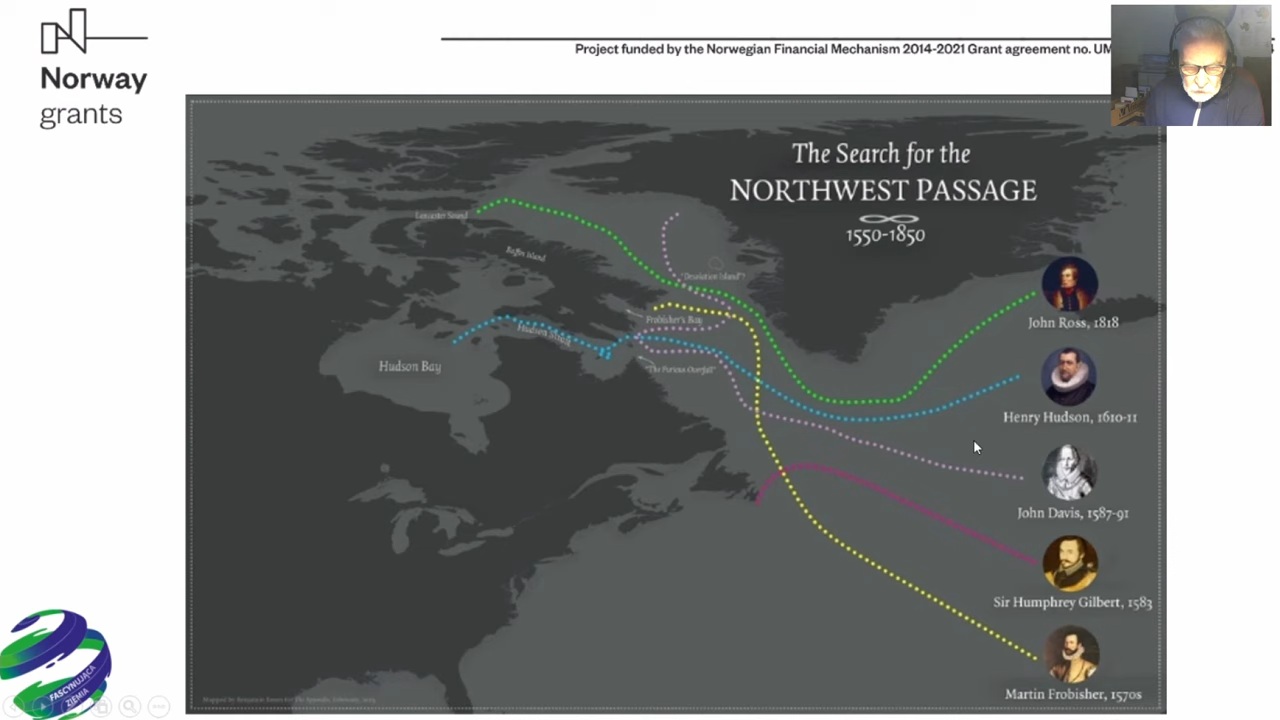 Norway
grants
Project funded by the Norwegian Financial Mechanism 2014-2021 Grant agreement no. UM
The Search for the
NORTHWEST PASSAGE
1550-1850
Lancaster Sound
Baffin Island
"Desolation Island"?
Frobisher's Bay
Hudson Strait
"The Furious Overfall"
Hudson Bay
John Ross, 1818
Henry Hudson, 1610-11
John Davis, 1587-91
Sir Humphrey Gilbert, 1583
Martin Frobisher, 1570s
FASCYNUJĄCA
ZIEMIA